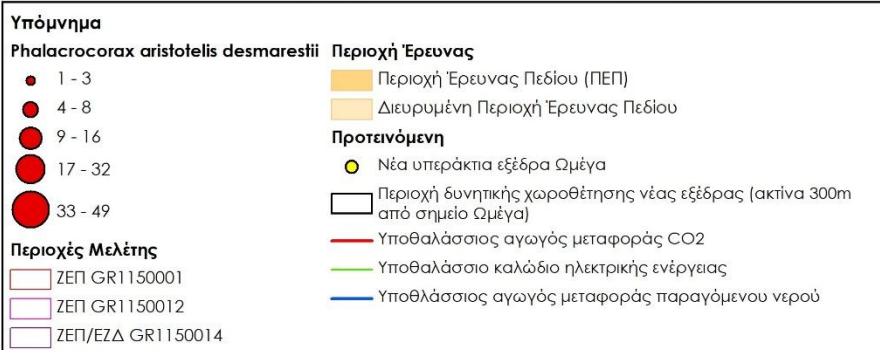 Υπόμνημα
Phalacrocorax aristotelis desmarestii
1 - 3
4 - 8
9 - 16
17 - 32
33 - 49
Περιοχές Μελέτης
ΖΕΠ GR1150001
ΖΕΠ GR1150012
ΖΕΠ/ΕΖΔ GR1150014
Περιοχή Έρευνας
Περιοχή Έρευνας Πεδίου (ΠΕΠ)
Διευρυμένη Περιοχή Έρευνας Πεδίου
Προτεινόμενη
Νέα υπεράκτια εξέδρα Ωμέγα
Περιοχή δυνητικής χωροθέτησης νέας εξέδρας (ακτίνα 300m
από σημείο Ωμέγα)
Υποθαλάσσιος αγωγός μεταφοράς CO2
Υποθαλάσσιο καλώδιο ηλεκτρικής ενέργειας
Υποθλάσσιος αγωγός μεταφοράς παραγόμενου νερού